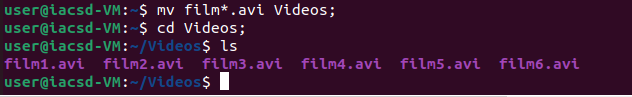 user@iacsd-VM:~$ mv film*.avi Videos;
user@iacsd-VM:~$ cd Videos;
user@iacsd-VM:~/Videos$ ls
film1.avi  film2.avi  film3.avi  film4.avi  film5.avi  film6.avi
user@iacsd-VM:~/Videos$